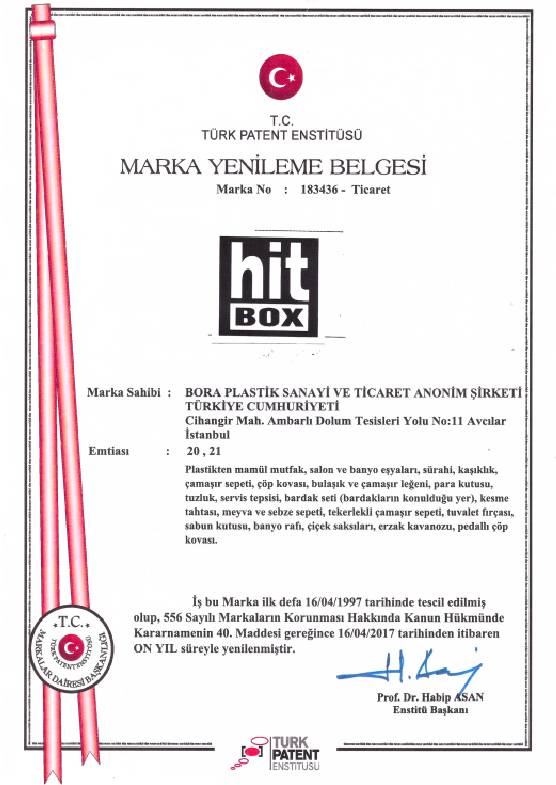 T.C.
TÜRK PATENT ENSTİTÜSÜ
MARKA YENİLEME BELGESİ
Marka No : 183436 - Ticaret
hit
BOX
Marka Sahibi : BORA PLASTİK SANAYİ VE TİCARET ANONİM ŞİRKETİ
TÜRKİYE CUMHURİYETİ
Cihangir Mah. Ambarlı Dolum Tesisleri Yolu No:11 Avcılar
İstanbul
Emtiası : 20 , 21
Plastikten mamül mutfak, salon ve banyo eşyaları, sürahi, kaşıklık,
çamaşır sepeti, çöp kovası, bulaşık ve çamaşır leğeni, para kutusu,
tuzluk, servis tepsisi, bardak seti (bardakların konulduğu yer), kesme
tahtası, meyva ve sebze sepeti, tekerlekli çamaşır sepeti, tuvalet fırçası,
sabun kutusu, banyo rafı, çiçek saksıları, erzak kavanozu, pedallı çöp
kovası.
İş bu Marka ilk defa 16/04/1997 tarihinde tescil edilmiş
olup, 556 Sayılı Markaların Korunması Hakkında Kanun Hükmünde
Kararnamenin 40. Maddesi gereğince 16/04/2017 tarihinden itibaren
ON YIL süreyle yenilenmiştir.
T.C.
TÜRK PATENT ENSTİTÜSÜ
MARKALAR DAİRESİ BAŞKANLIĞI
Prof. Dr. Habip ASAN
Enstitü Başkanı
TÜRK
PATENT
ENSTİTÜSÜ